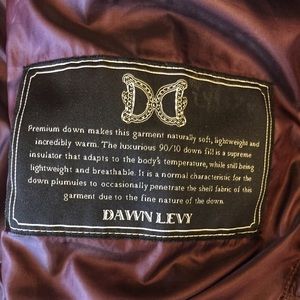 Premium down makes this garment naturally soft, lightweight and
incredibly warm. The luxurious 90/10 down fill is a supreme
insulator that adapts to the body's temperature, while still being
lightweight and breathable. It is a normal characteristic for the
down plumules to occasionally penetrate the shell fabric of this
garment due to the fine nature of the down.
DAWN LEVY